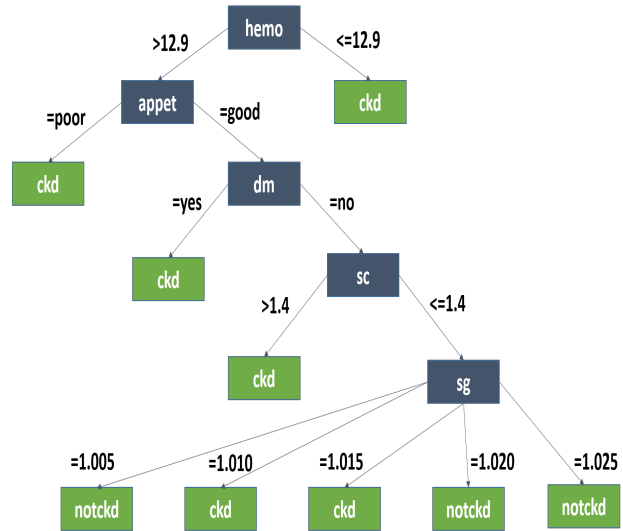 hemo
>12.9
<=12.9
appet
ckd
=poor
=good
ckd
dm
=yes
=no
ckd
sc
>1.4
<=1.4
ckd
sg
=1.005
=1.010
=1.015
=1.020
=1.025
notckd
ckd
ckd
notckd
notckd